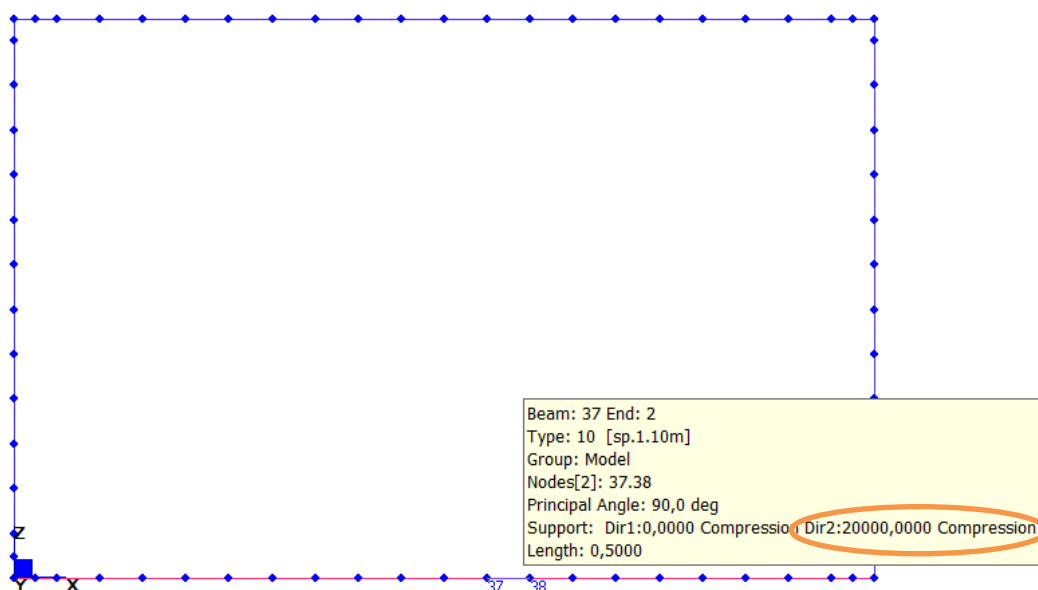 Beam: 37 End: 2
Type: 10 [sp.1.10m]
Group: Model
Nodes[2]: 37.38
Principal Angle: 90,0 deg
Support: Dir1:0,0000 Compression Dir2:20000,0000 Compression
Length: 0,5000
Z
Y X 37 38